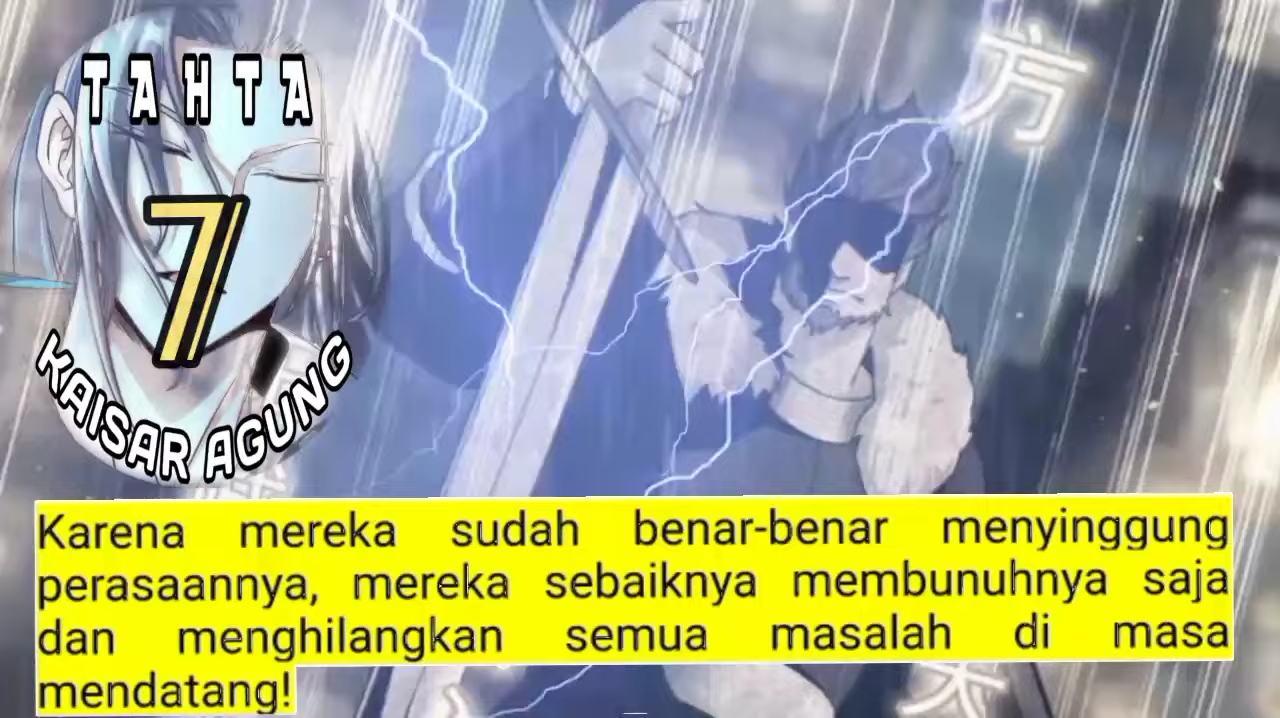 TAHTA
7
KAISAR AGUNG
方
Karena mereka sudah benar-benar menyinggung
perasaannya, mereka sebaiknya membunuhnya saja
dan menghilangkan semua masalah di masa
mendatang!